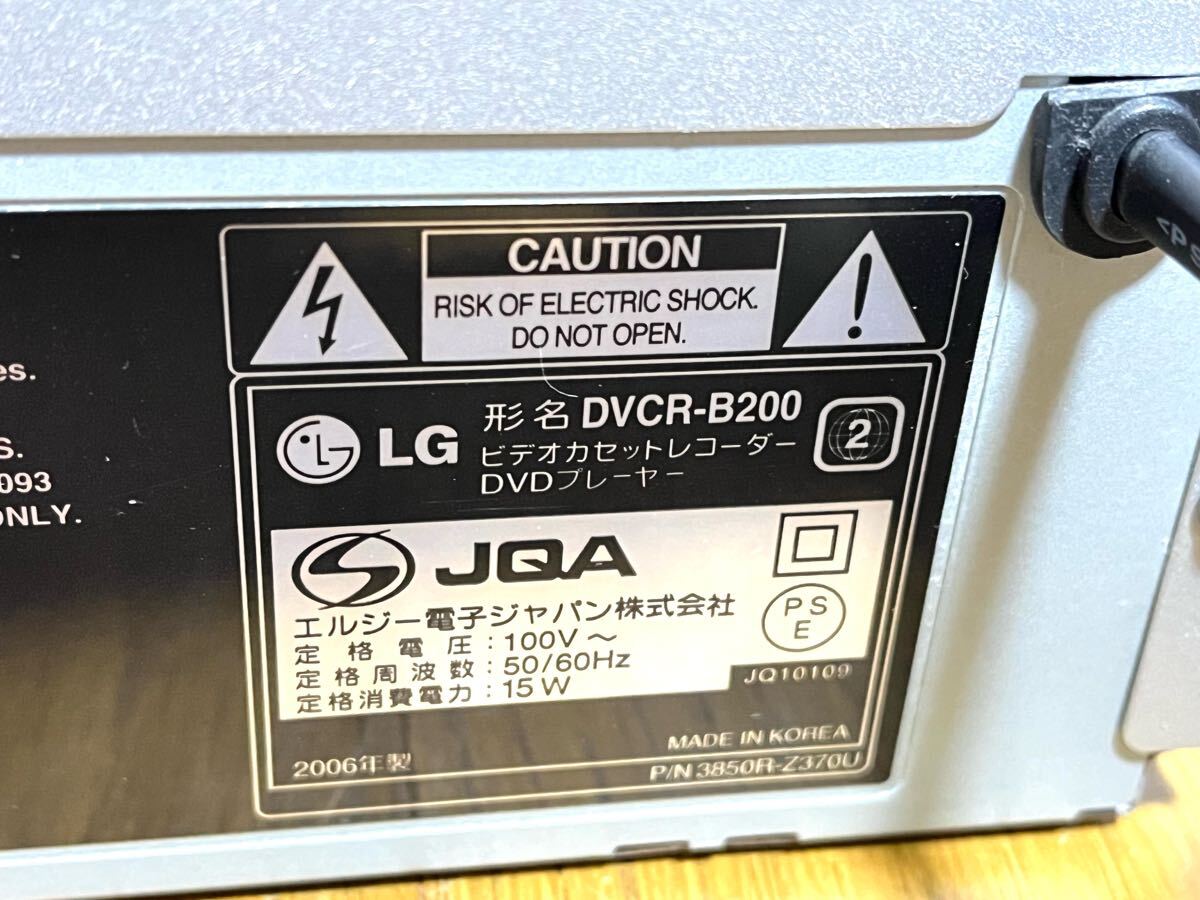 es.
S.
093
ONLY.
CAUTION
RISK OF ELECTRIC SHOCK.
DO NOT OPEN.
LG
形名 DVCR-B200
ビデオカセットレコーダー
DVDプレーヤー
2
JQA
エルジー電子ジャパン株式会社
定格電圧:100V～
定格周波数:50/60Hz
定格消費電力:15W
PS
E
JQ10109
2006年製
MADE IN KOREA
P/N 3850R-Z370U
<P